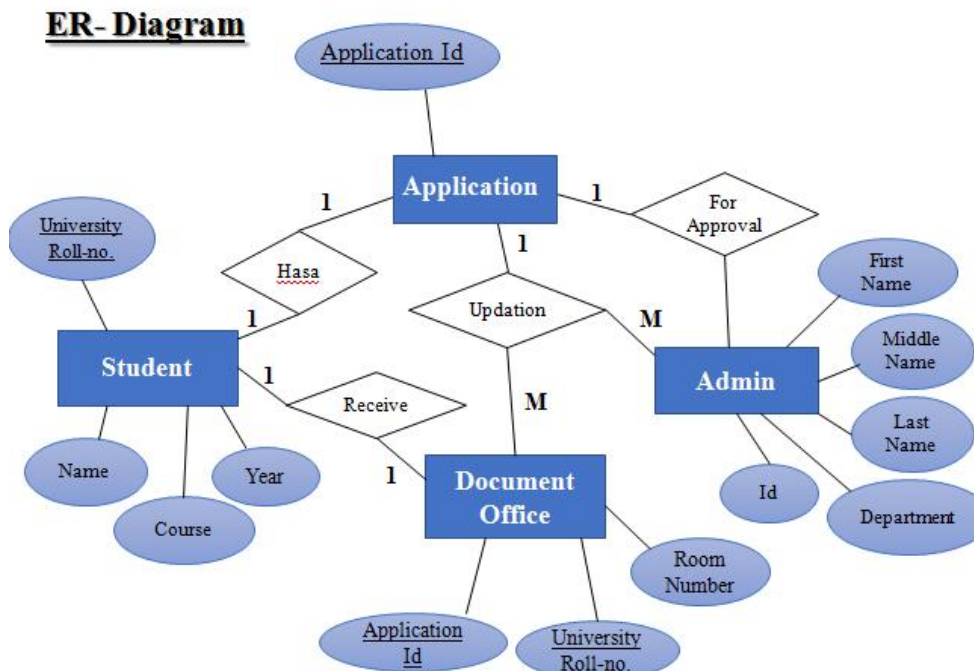 ER- Diagram
Application Id
Application
1
1
1
For
Approval
University
Roll-no.
Hasa
First
Name
Updation
M
1
Middle
Name
Student
1
Admin
Receive
M
Last
Name
Name
Year
1
Document
Office
Id
Course
Department
Room
Number
Application
Id
University
Roll-no.